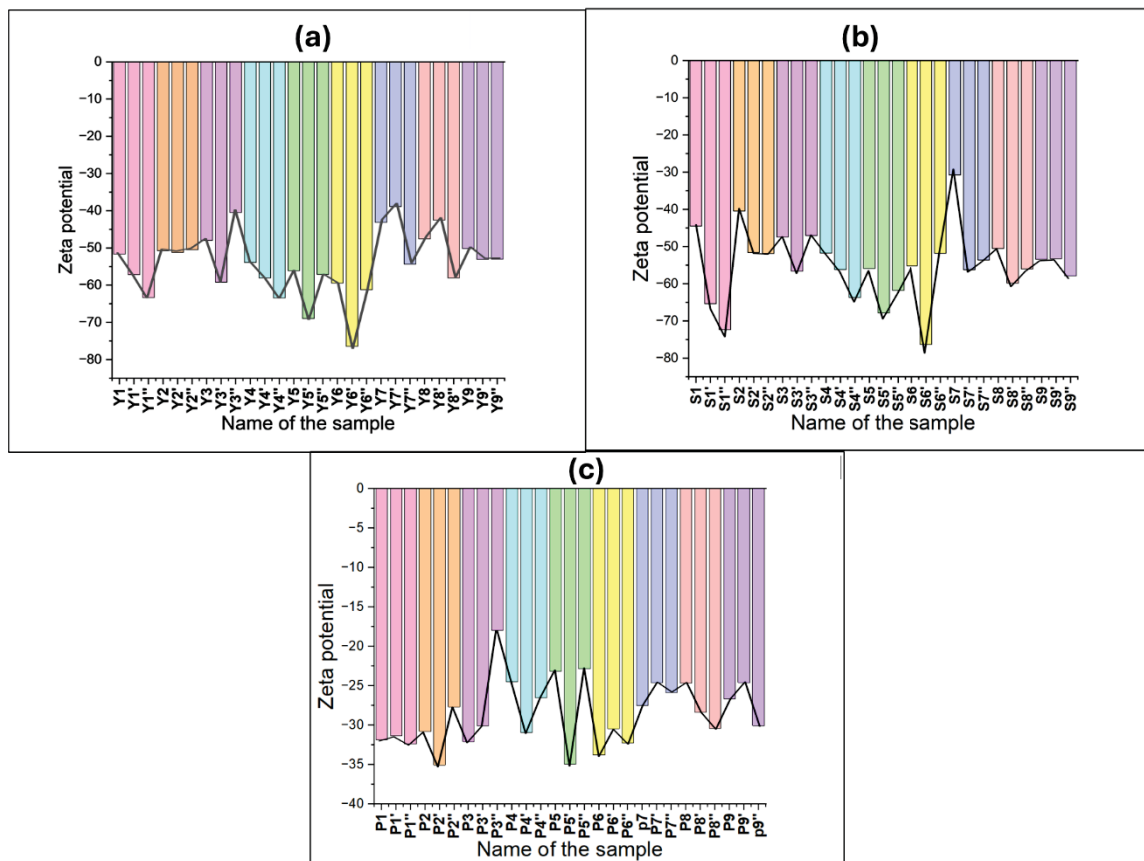 (a)
Zeta potential
0
−10
−20
−30
−40
−50
−60
−70
−80
Y1 Y1' Y1" Y2 Y2' Y2" Y3 Y3' Y3" Y4 Y4' Y4" Y5 Y5' Y5" Y6 Y6' Y6" Y7 Y7' Y7" Y8 Y8' Y8" Y9 Y9' Y9"
Name of the sample
(b)
Zeta potential
0
−10
−20
−30
−40
−50
−60
−70
−80
S1 S1' S1" S2 S2' S2" S3 S3' S3" S4 S4' S4" S5 S5' S5" S6 S6' S6" S7 S7' S7" S8 S8' S8" S9 S9' S9"
Name of the sample
(c)
Zeta potential
0
−5
−10
−15
−20
−25
−30
−35
−40
P1 P1' P1" P2 P2' P2" P3 P3' P3" P4 P4' P4" P5 P5' P5" P6 P6' P6" p7 P7' P7" P8 P8' P8" P9 P9' p9"
Name of the sample